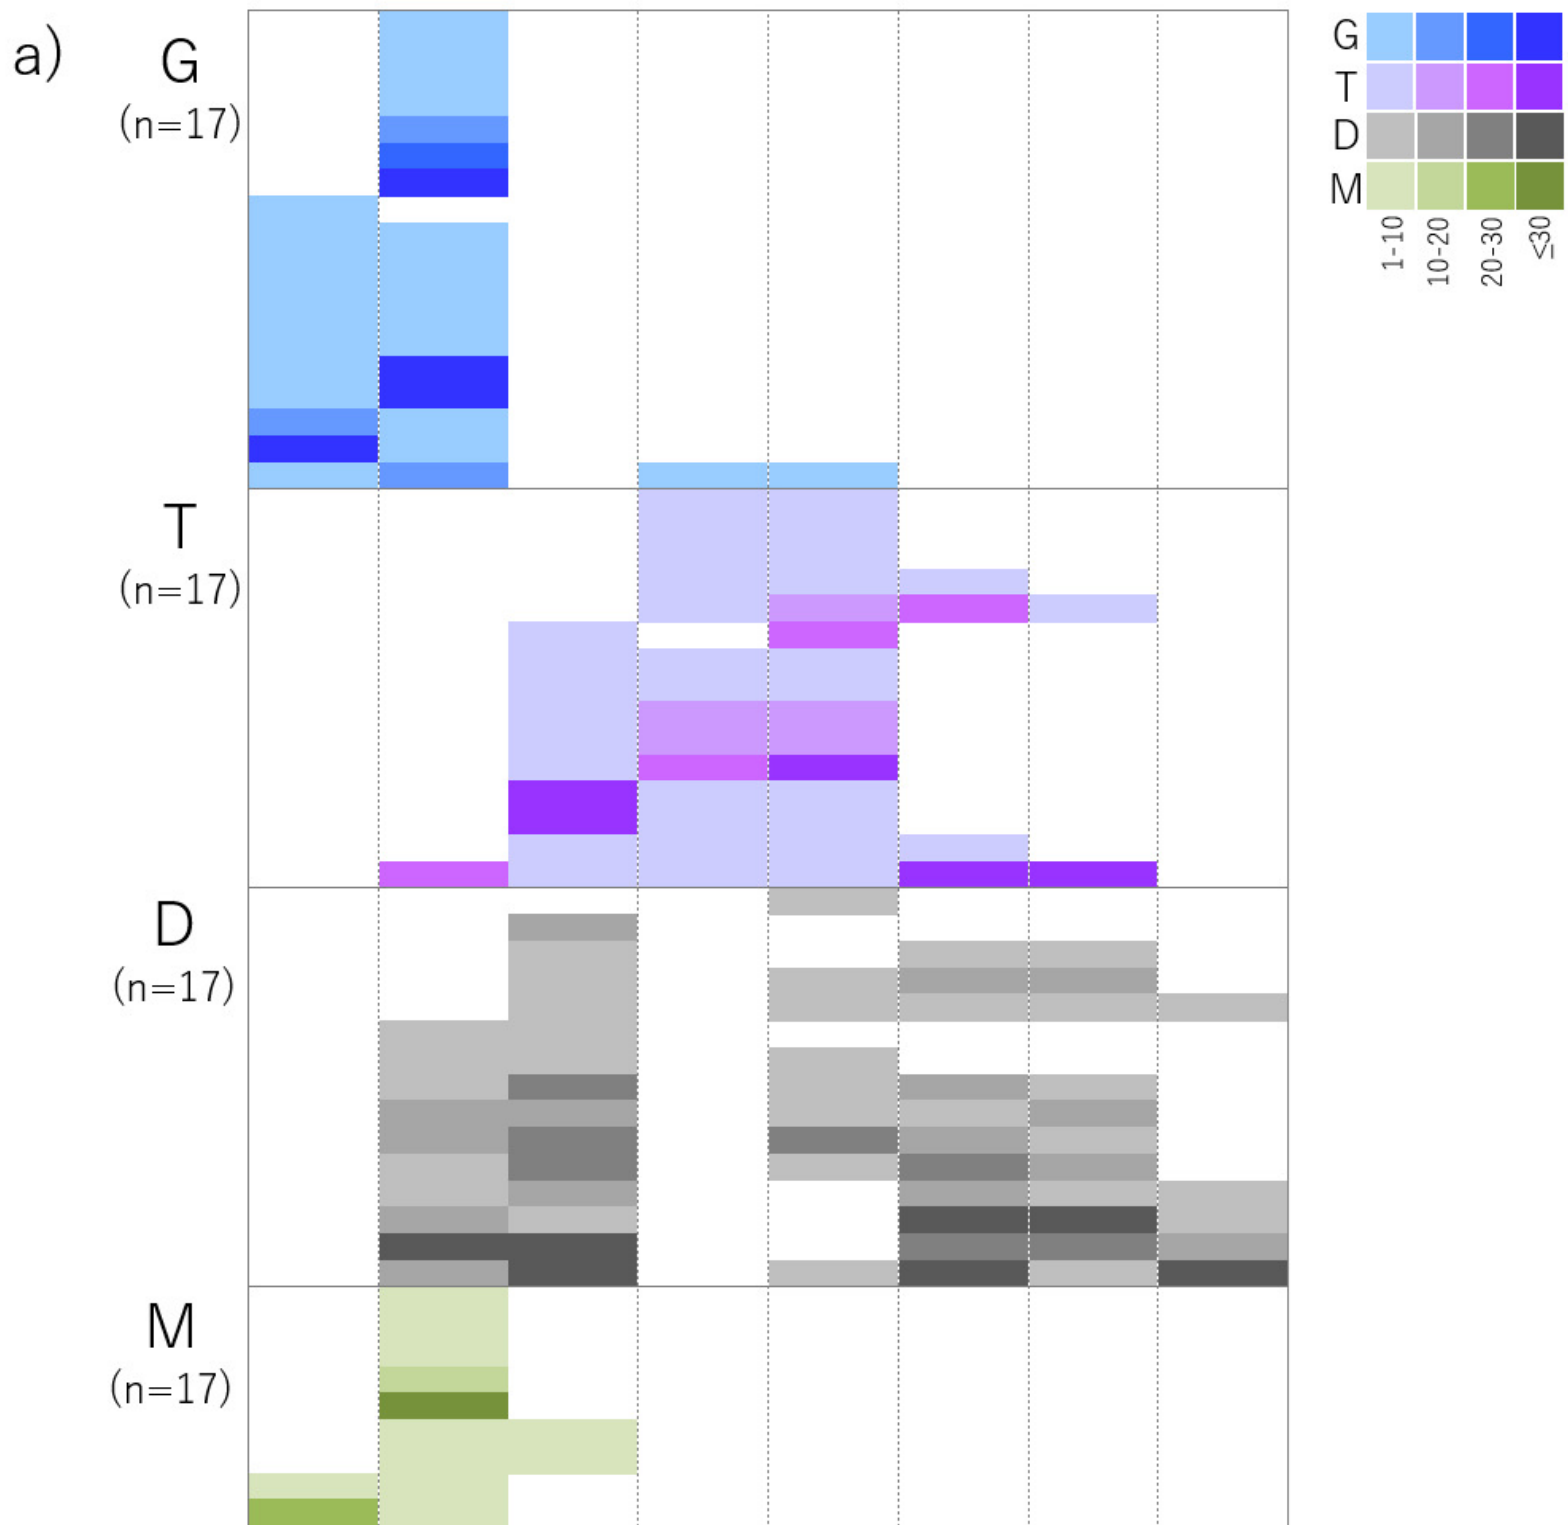 a)
G
(n=17)
T
(n=17)
D
(n=17)
M
(n=17)
G
T
D
M
1-10
10-20
20-30
≤30